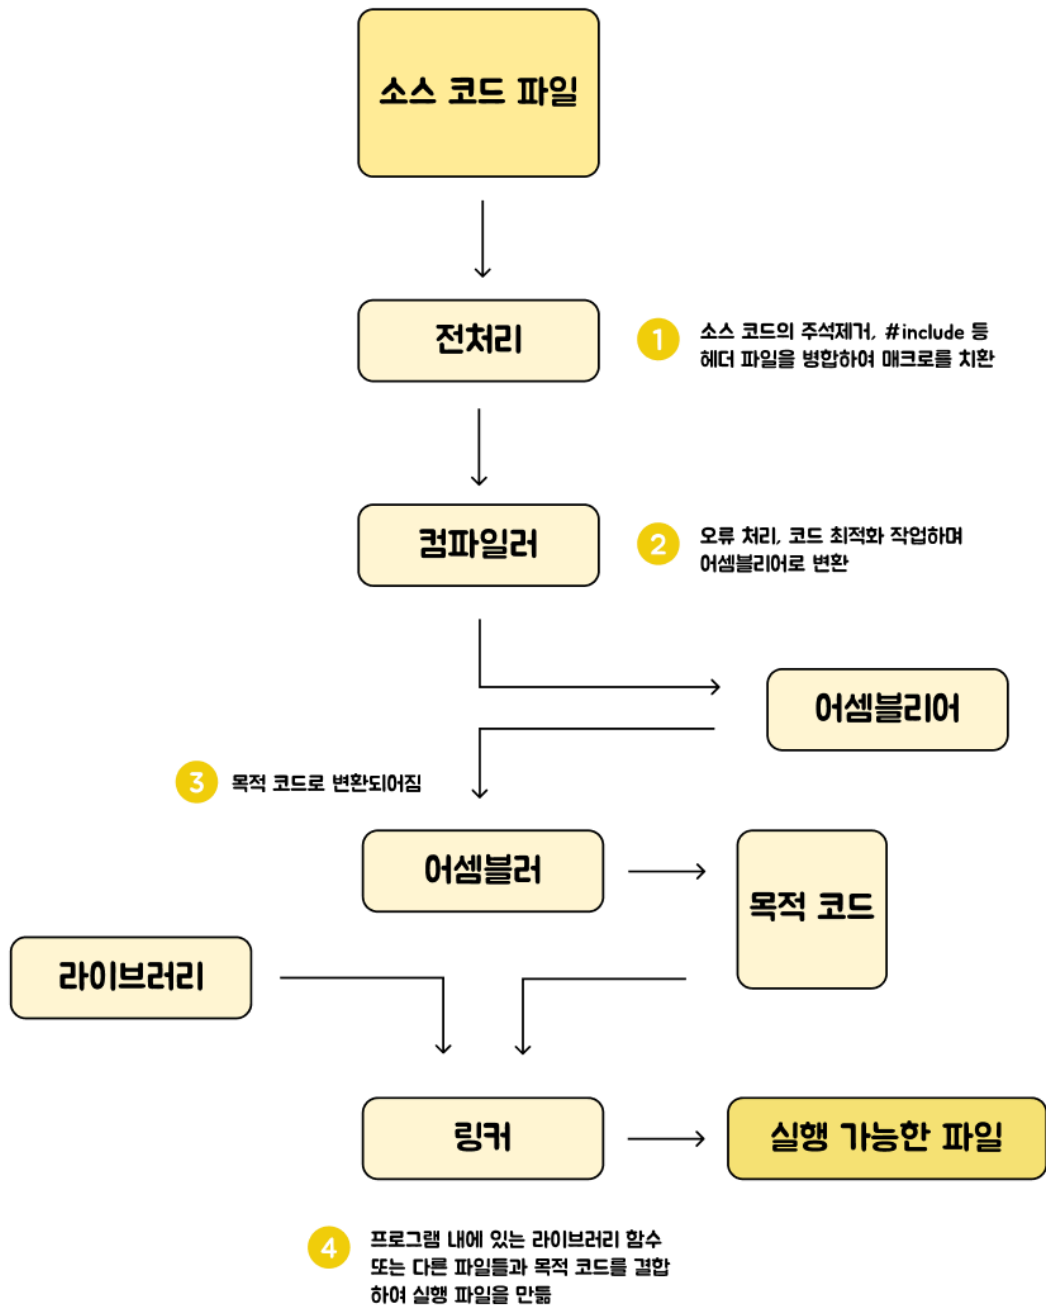 소스 코드 파일
전처리
1
소스 코드의 주석제거, #include 등
헤더 파일을 병합하여 매크로를 치환
컴파일러
2
오류 처리, 코드 최적화 작업하며
어셈블리어로 변환
어셈블리어
3
목적 코드로 변환되어짐
어셈블러
목적 코드
라이브러리
링커
실행 가능한 파일
4
프로그램 내에 있는 라이브러리 함수
또는 다른 파일들과 목적 코드를 결합
하여 실행 파일을 만듦